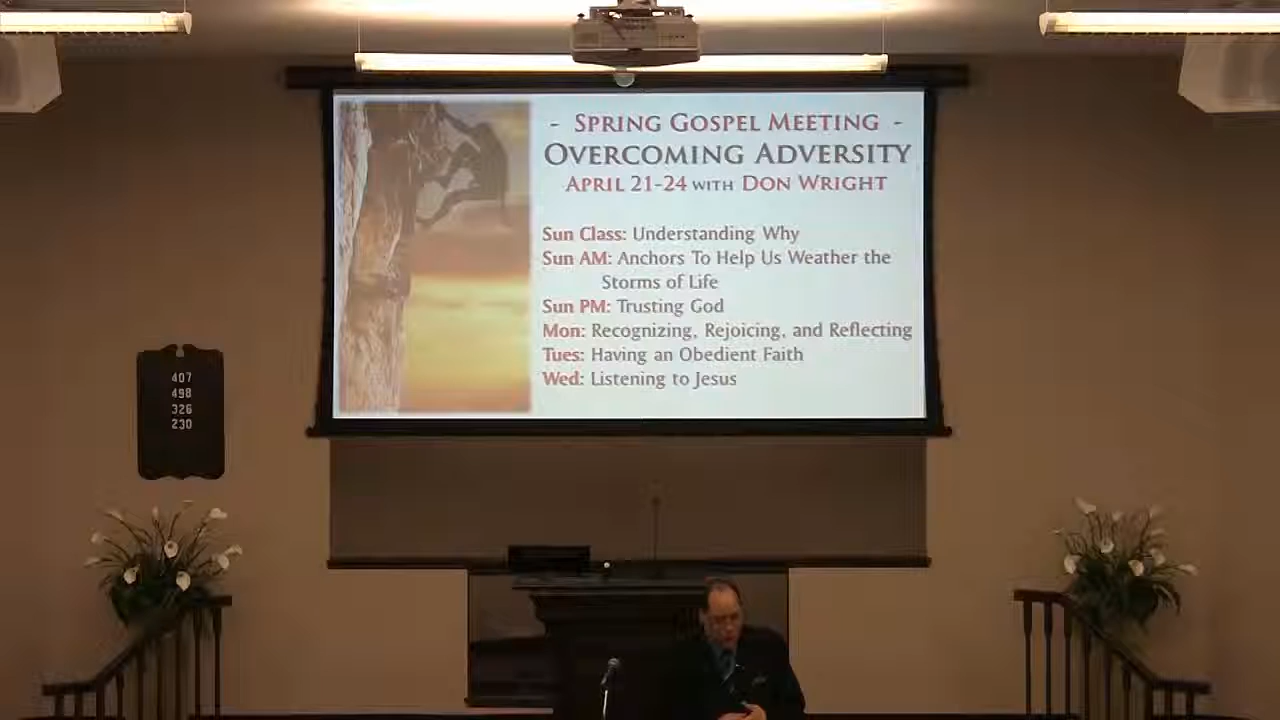 - Spring Gospel Meeting -
Overcoming Adversity
April 21-24 with Don Wright
Sun Class: Understanding Why
Sun AM: Anchors To Help Us Weather the
Storms of Life
Sun PM: Trusting God
Mon: Recognizing, Rejoicing, and Reflecting
Tues: Having an Obedient Faith
Wed: Listening to Jesus
407
498
326
230